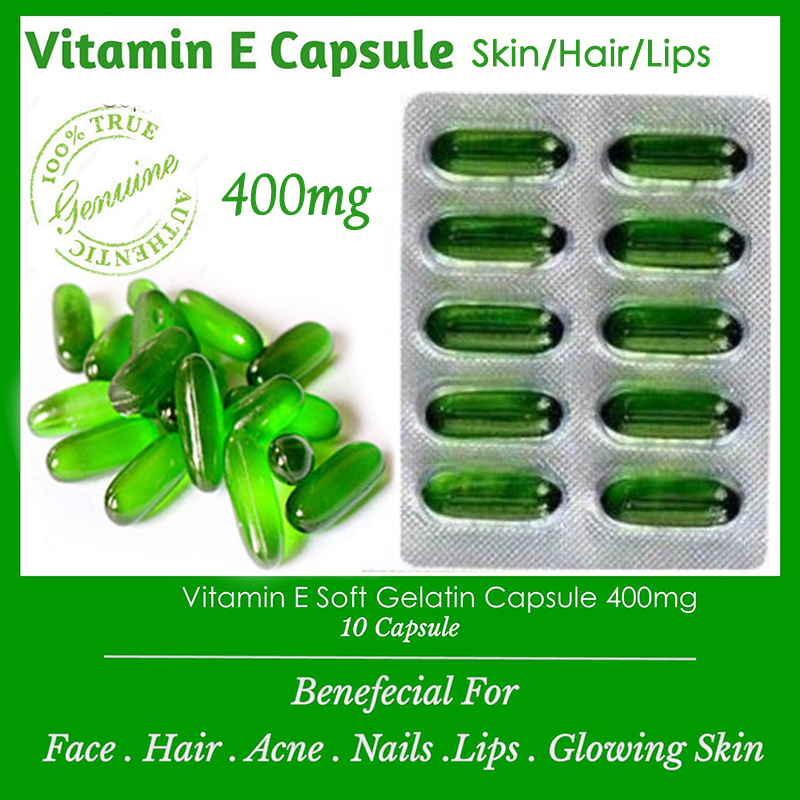 Vitamin E Capsule Skin/Hair/Lips
100% TRUE
Genuine
AUTHENTIC
400mg
Vitamin E Soft Gelatin Capsule 400mg
10 Capsule
Benefecial For
Face . Hair . Acne . Nails .Lips . Glowing Skin